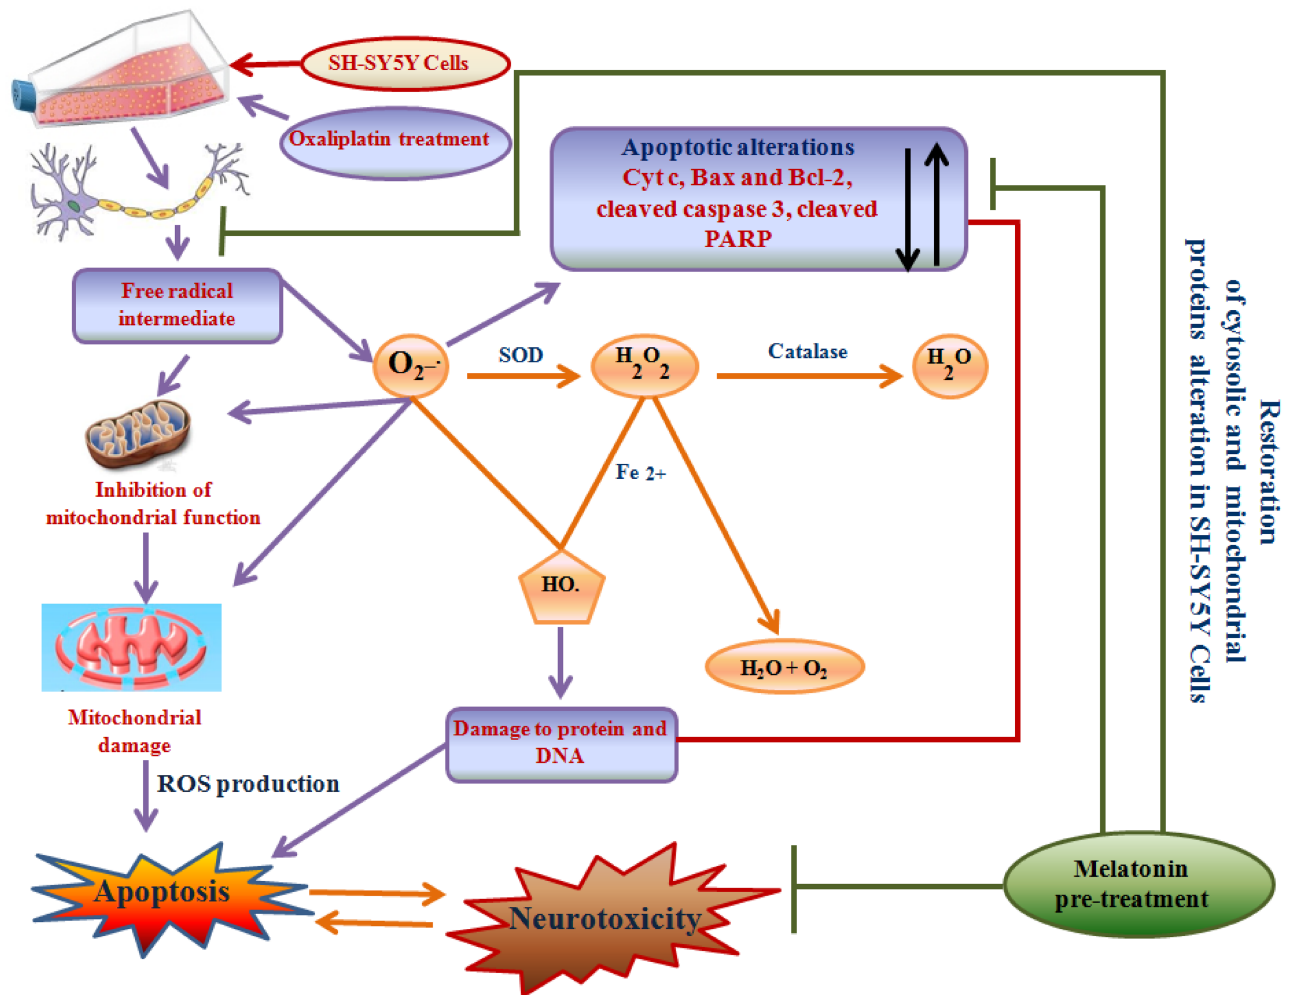 SH-SY5Y Cells
Oxaliplatin treatment
Apoptotic alterations
Cyt c, Bax and Bcl-2,
cleaved caspase 3, cleaved
PARP
Free radical
intermediate
O₂⁻·
SOD
H₂O₂
Catalase
H₂O
Inhibition of
mitochondrial function
Fe 2+
HO.
H₂O + O₂
Mitochondrial
damage
Damage to protein and
DNA
ROS production
Apoptosis
Neurotoxicity
Melatonin
pre-treatment
Restoration
of cytosolic and mitochondrial
proteins alteration in SH-SY5Y Cells